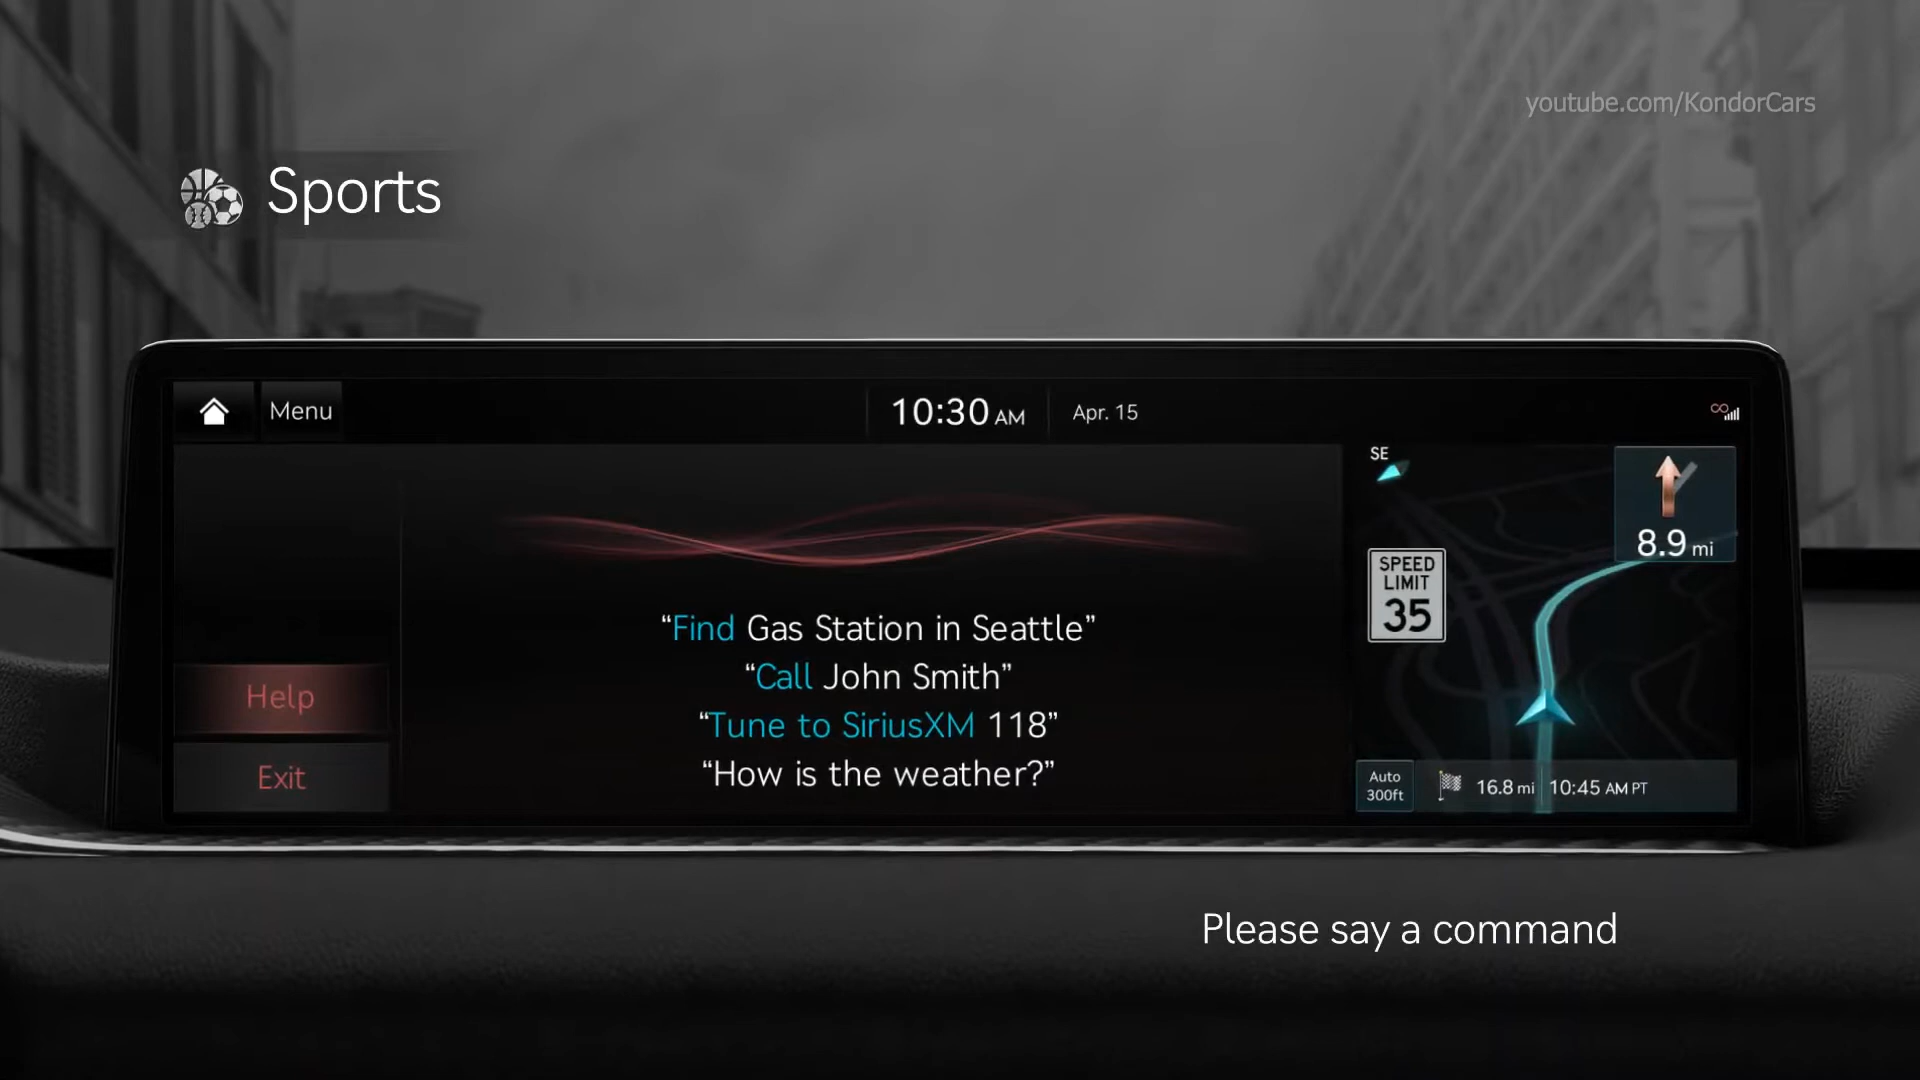 youtube.com/KondorCars
Sports
Menu
10:30 AM
Apr. 15
SE
8.9 mi
SPEED
LIMIT
35
“Find Gas Station in Seattle”
“Call John Smith”
“Tune to SiriusXM 118”
“How is the weather?”
Help
Exit
Auto
300ft
16.8 mi
10:45 AM PT
Please say a command